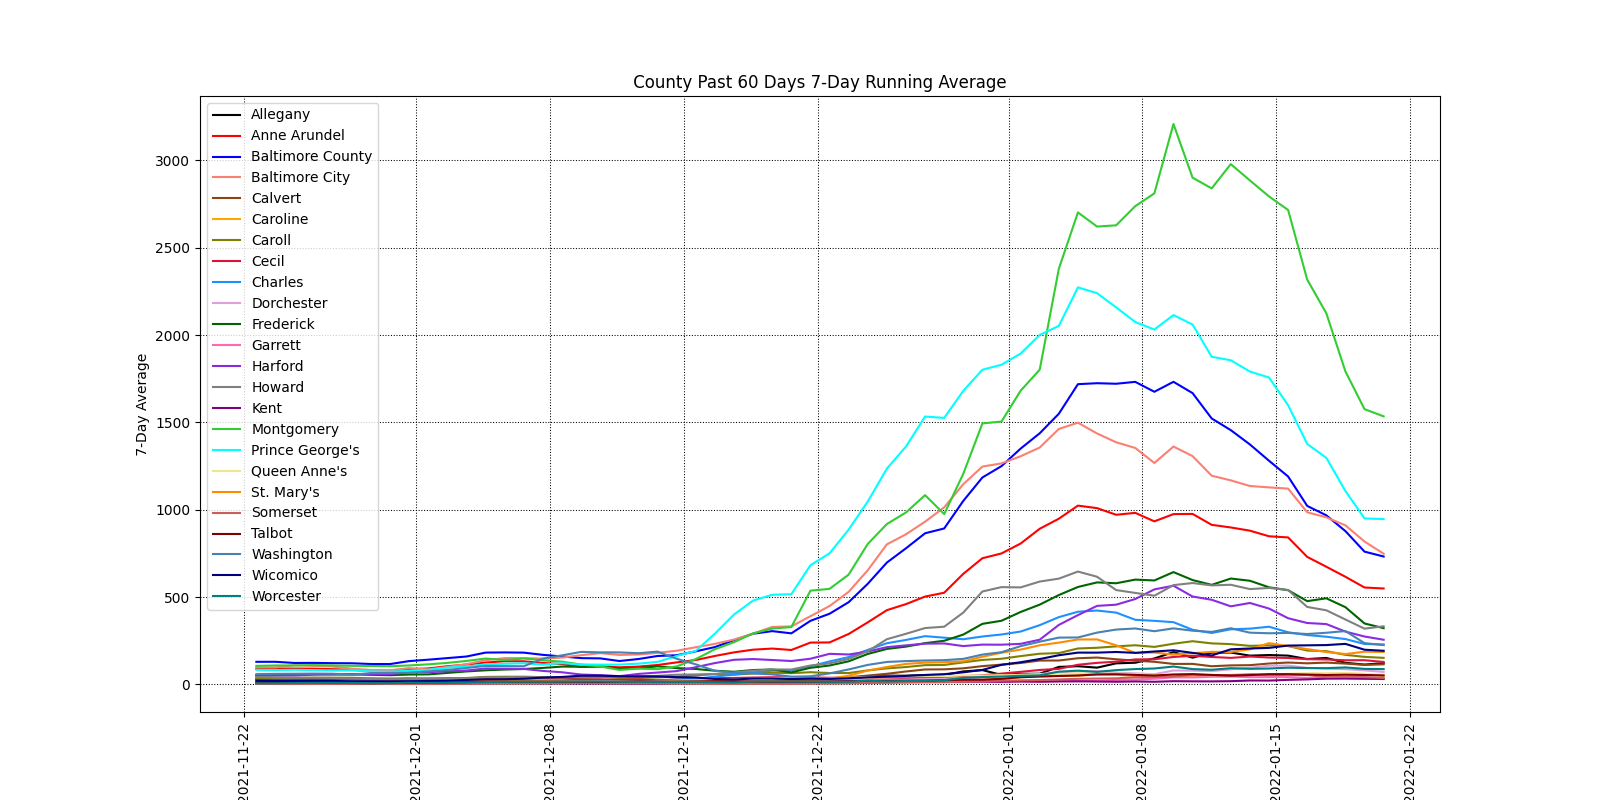 County Past 60 Days 7-Day Running Average
Allegany
Anne Arundel
Baltimore County
Baltimore City
Calvert
Caroline
Caroll
Cecil
Charles
Dorchester
Frederick
Garrett
Harford
Howard
Kent
Montgomery
Prince George's
Queen Anne's
St. Mary's
Somerset
Talbot
Washington
Wicomico
Worcester
7-Day Average
3000
2500
2000
1500
1000
500
0
2021-11-22
2021-12-01
2021-12-08
2021-12-15
2021-12-22
2022-01-01
2022-01-08
2022-01-15
2022-01-22